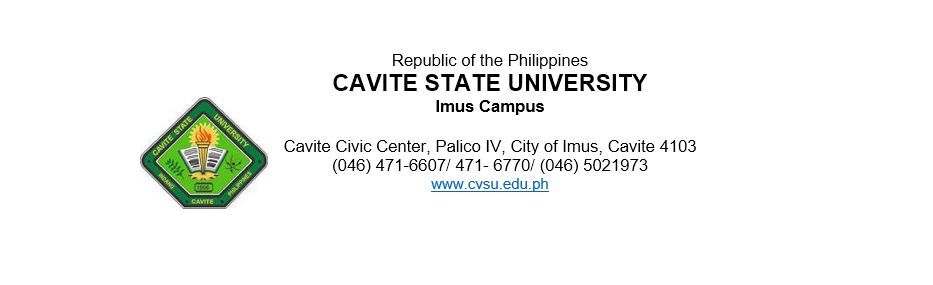 Republic of the Philippines
CAVITE STATE UNIVERSITY
Imus Campus
Cavite Civic Center, Palico IV, City of Imus, Cavite 4103
(046) 471-6607/ 471- 6770/ (046) 5021973
www.cvsu.edu.ph
CAVITE STATE UNIVERSITY
INDANG PHILIPPINES
1906
CAVITE